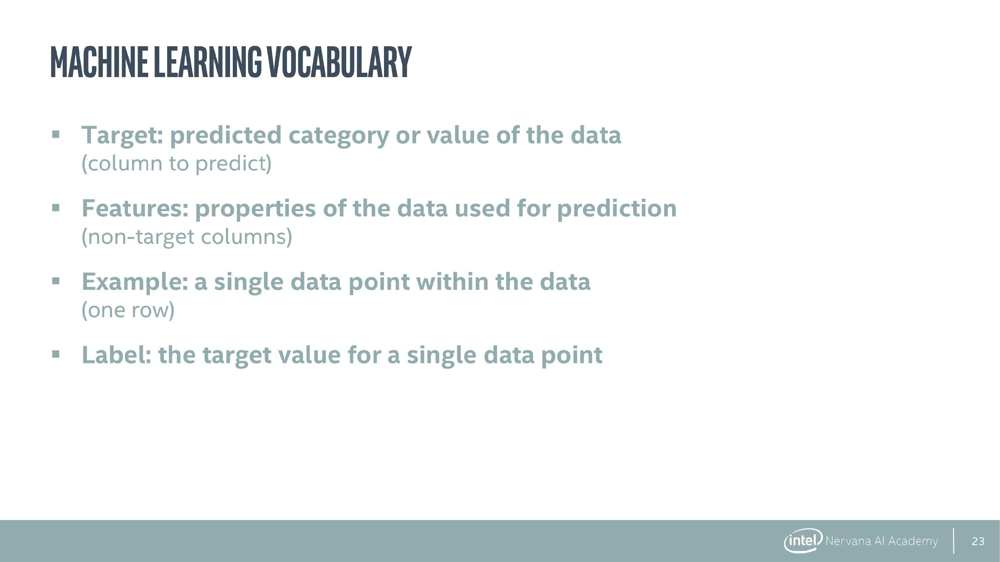 MACHINE LEARNING VOCABULARY
▪ Target: predicted category or value of the data
(column to predict)
▪ Features: properties of the data used for prediction
(non-target columns)
▪ Example: a single data point within the data
(one row)
▪ Label: the target value for a single data point
intel Nervana AI Academy | 23